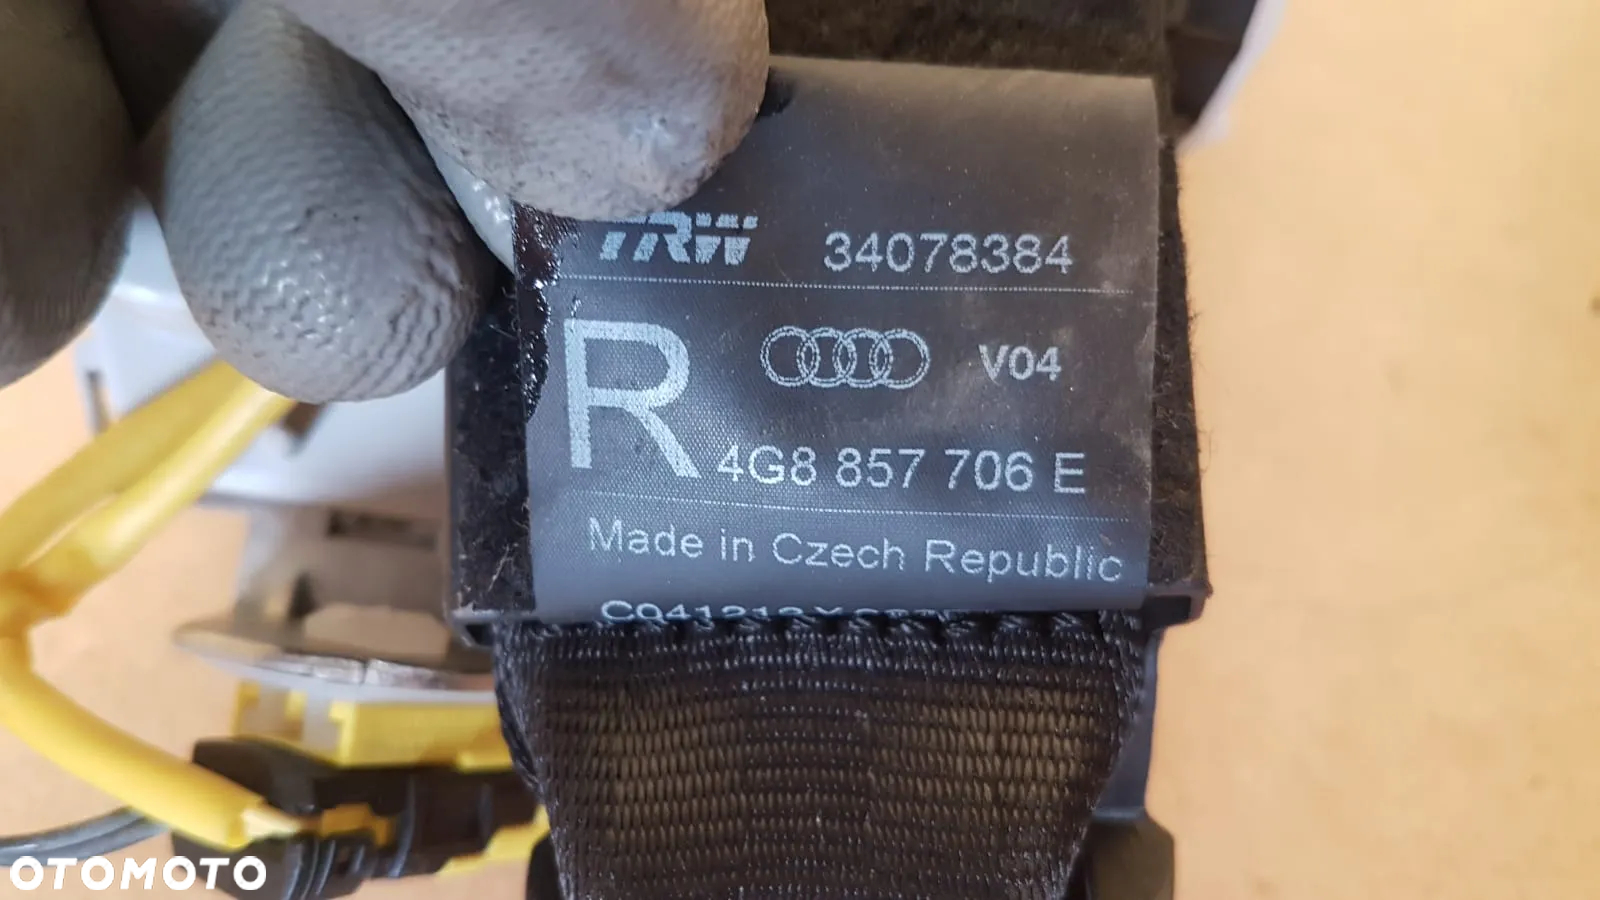 TRW 34078384
R V04
4G8 857 706 E
Made in Czech Republic
OTOMOTO